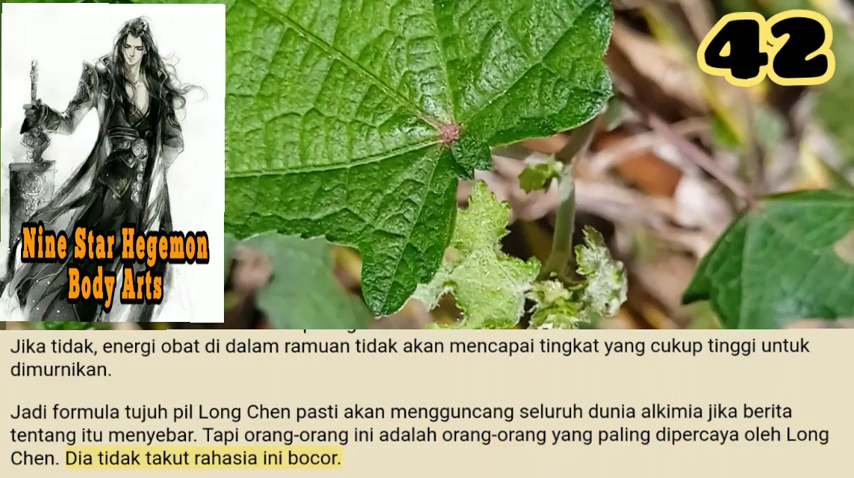 42
Nine Star Hegemon
Body Arts
Jika tidak, energi obat di dalam ramuan tidak akan mencapai tingkat yang cukup tinggi untuk
dimurnikan.
Jadi formula tujuh pil Long Chen pasti akan mengguncang seluruh dunia alkimia jika berita
tentang itu menyebar. Tapi orang-orang ini adalah orang-orang yang paling dipercaya oleh Long
Chen. Dia tidak takut rahasia ini bocor.